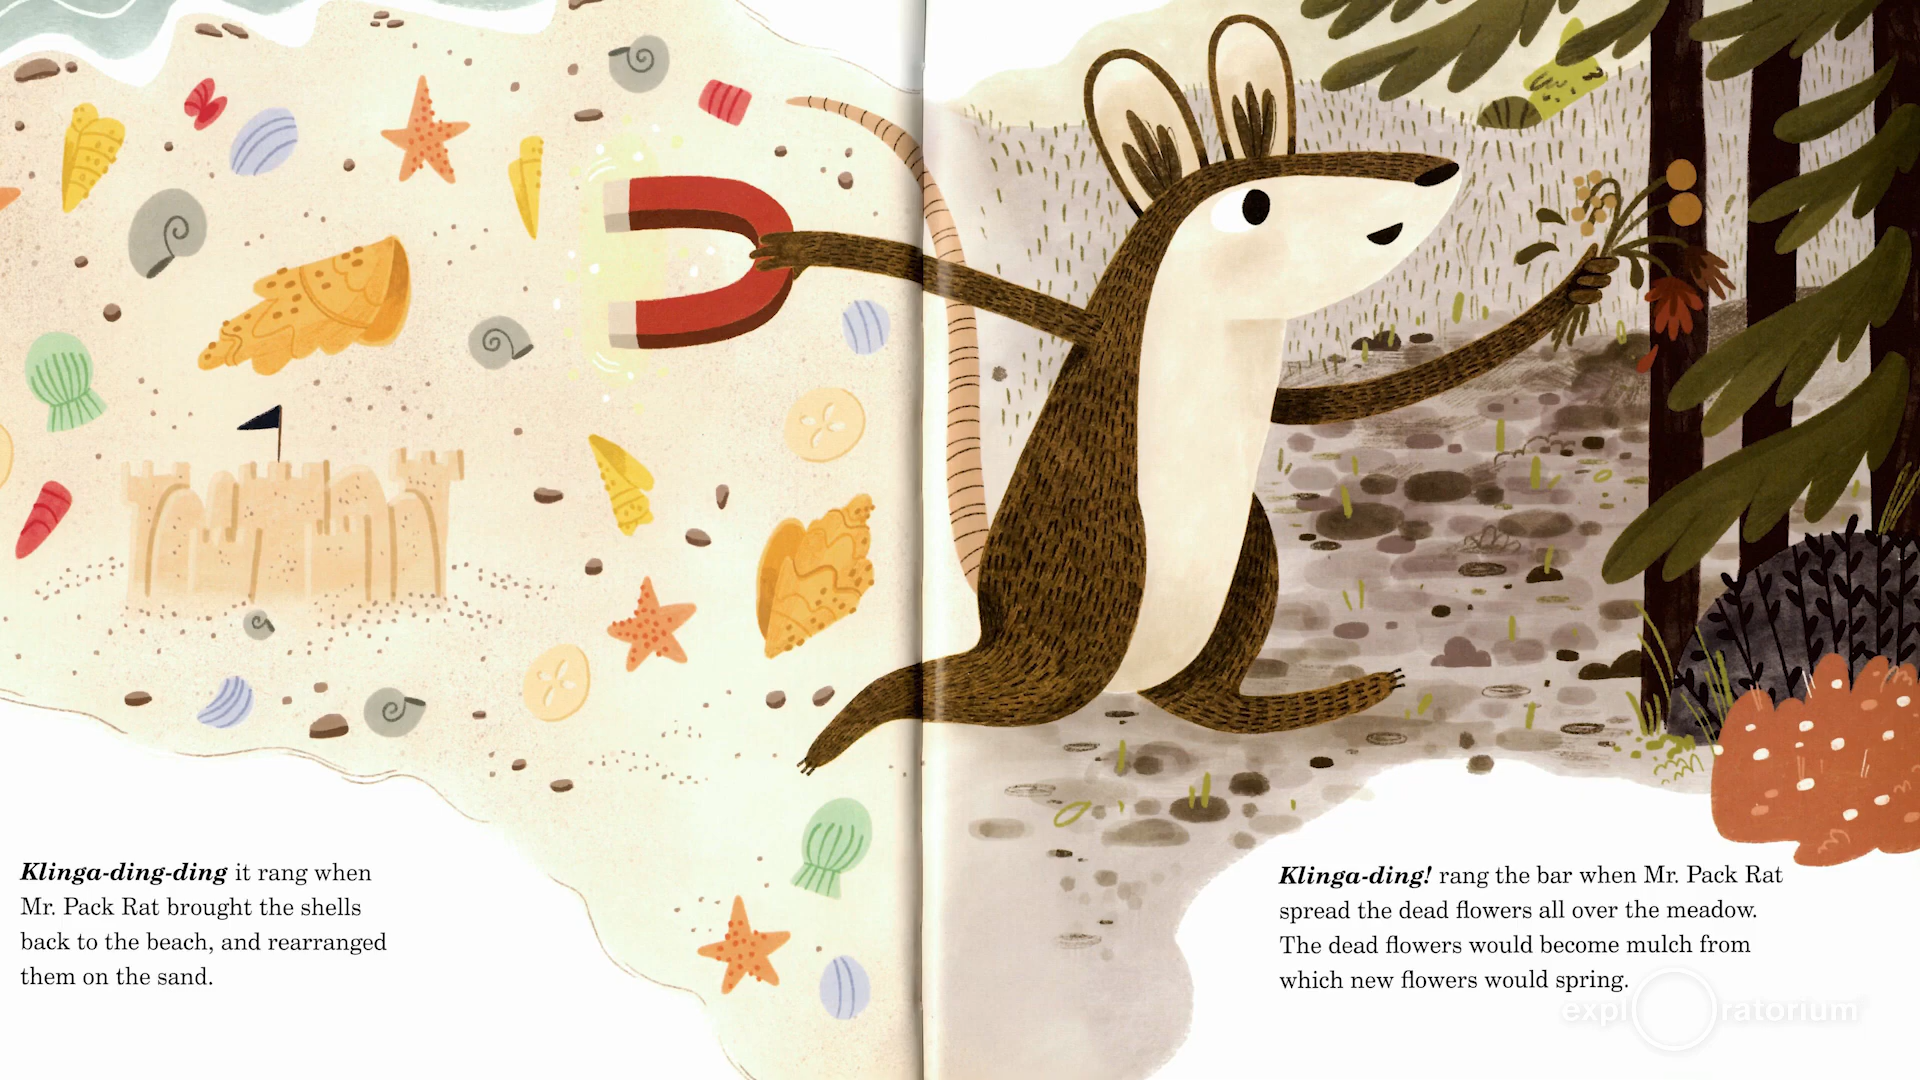 Klinga-ding-ding it rang when
Mr. Pack Rat brought the shells
back to the beach, and rearranged
them on the sand.
Klinga-ding! rang the bar when Mr. Pack Rat
spread the dead flowers all over the meadow.
The dead flowers would become mulch from
which new flowers would spring.
expl ratorium